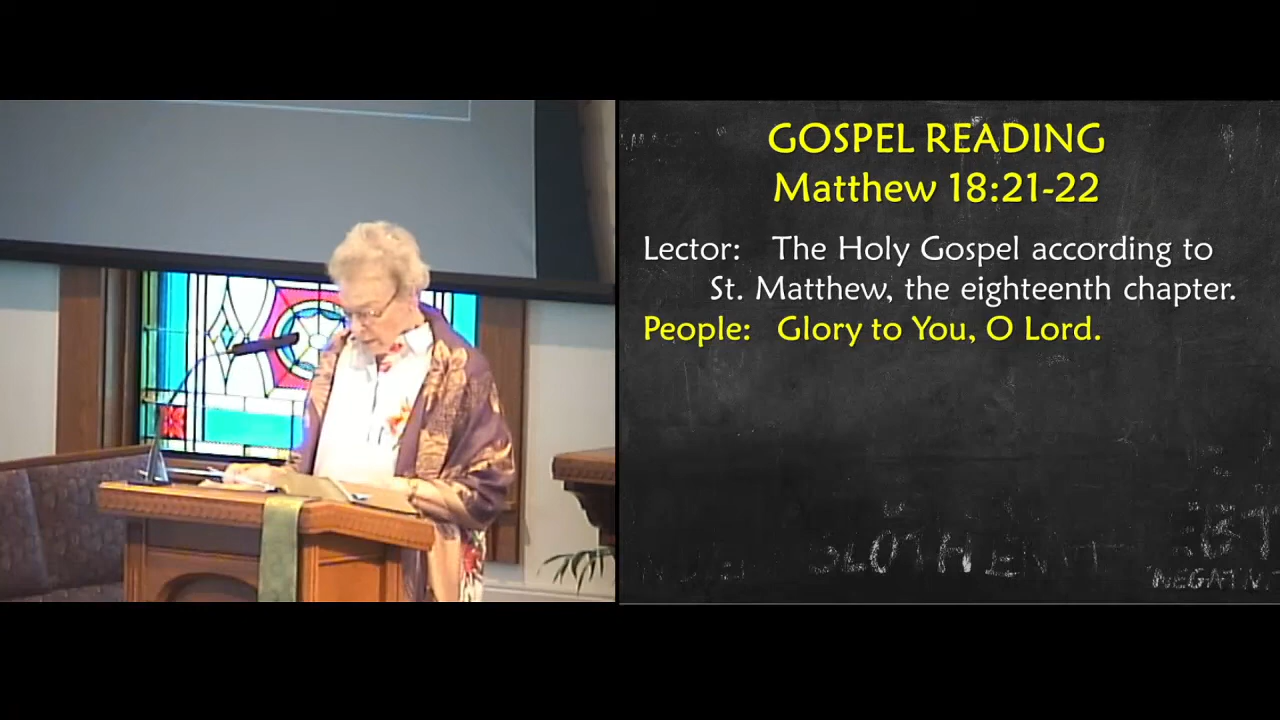 GOSPEL READING
Matthew 18:21-22
Lector: The Holy Gospel according to
St. Matthew, the eighteenth chapter.
People: Glory to You, O Lord.